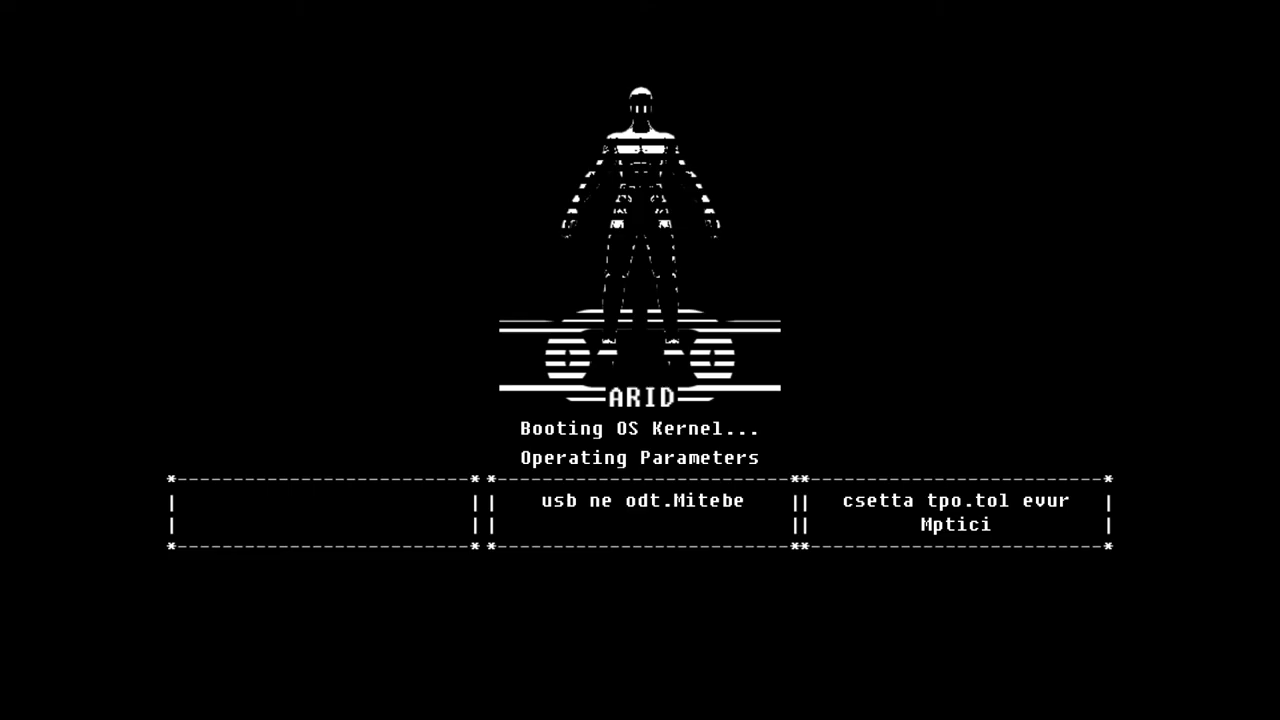 ARID
Booting OS Kernel...
Operating Parameters
usb ne odt.Mitebe
csetta tpo.tol evur
Mptici